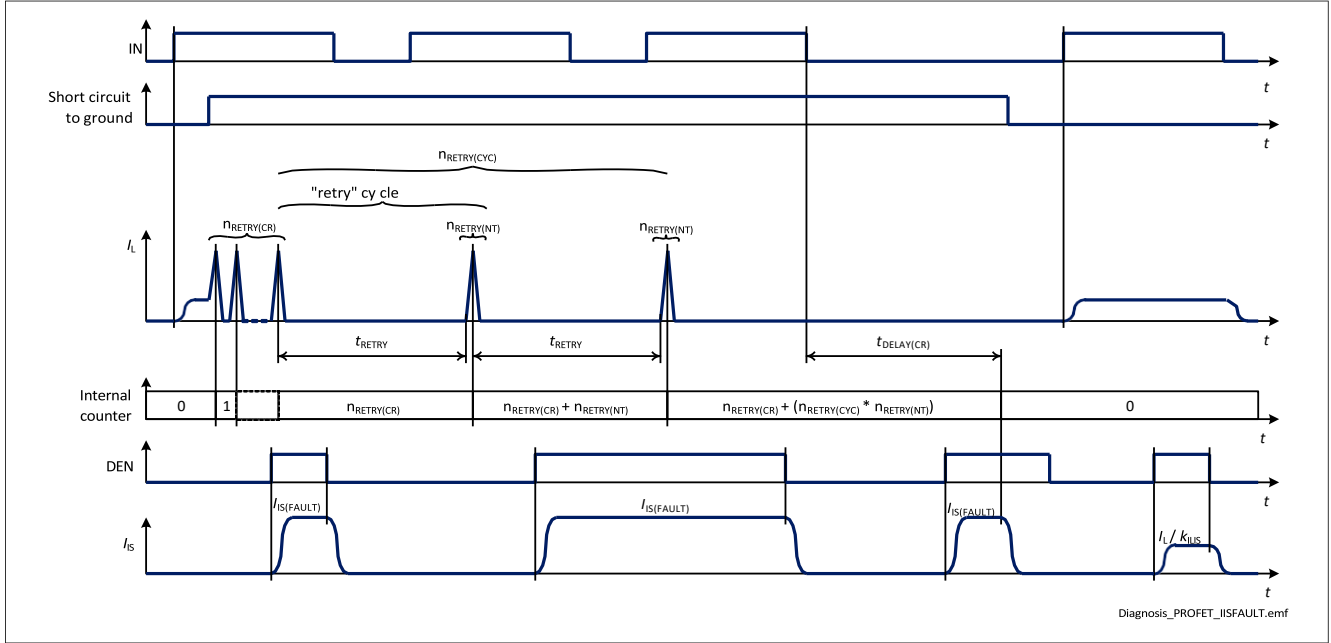 IN
t
Short circuit
to ground
t
nRETRY(CYC)
"retry" cy cle
nRETRY(CR)
nRETRY(NT)
nRETRY(NT)
IL
tRETRY
tRETRY
tDELAY(CR)
t
Internal
counter
0
1
nRETRY(CR)
nRETRY(CR) + nRETRY(NT)
nRETRY(CR) + (nRETRY(CYC) * nRETRY(NT))
0
t
DEN
t
IIS(FAULT)
IIS(FAULT)
IIS(FAULT)
IIS
IL / kILIS
t
Diagnosis_PROFET_IISFAULT.emf